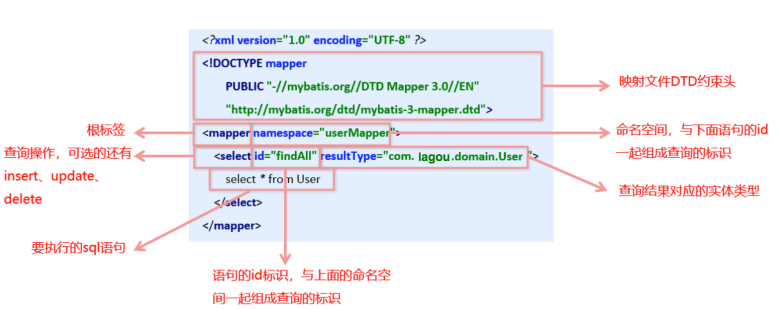 <?xml version="1.0" encoding="UTF-8" ?>
<!DOCTYPE mapper
PUBLIC "-//mybatis.org//DTD Mapper 3.0//EN"
"http://mybatis.org/dtd/mybatis-3-mapper.dtd">
映射文件DTD约束头
根标签
<mapper namespace="userMapper">
命名空间，与下面语句的id
一起组成查询的标识
查询操作，可选的还有
insert、update、
delete
<select id="findAll" resultType="com. lagou.domain.User ">
查询结果对应的实体类型
select * from User
</select>
</mapper>
要执行的sql语句
语句的id标识，与上面的命名空
间一起组成查询的标识